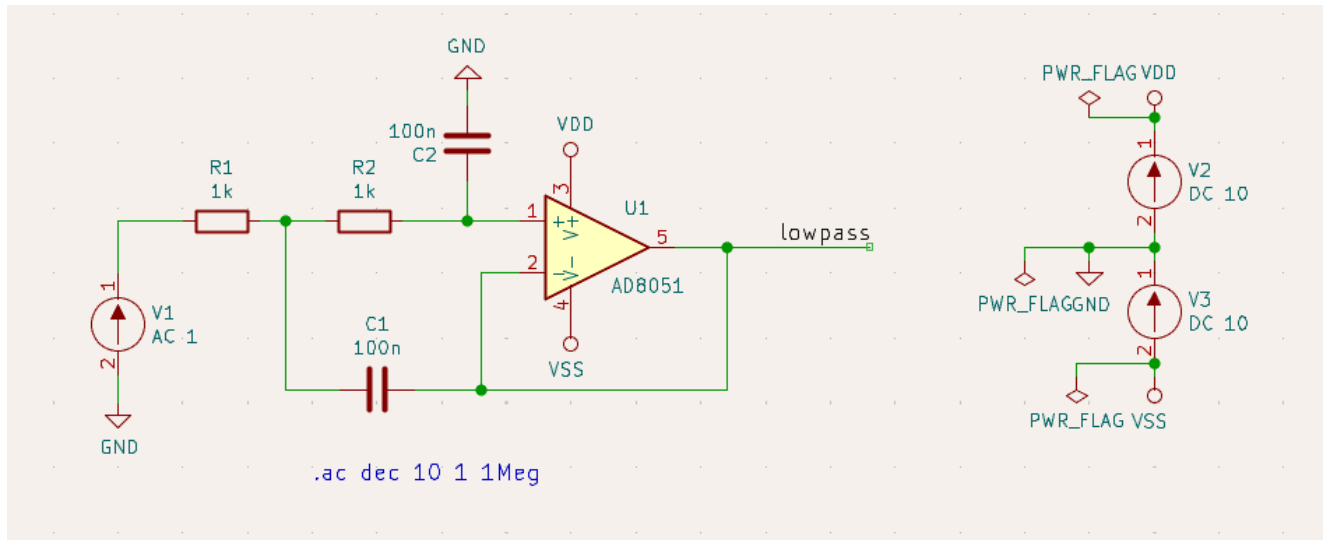 GND
PWR_FLAG VDD
100n
C2
VDD
R1
1k
R2
1k
1
2
V2
DC 10
3
1
V+
+
U1
5
lowpass
2
V-
-
AD8051
4
PWR_FLAG GND
1
2
V3
DC 10
1
2
V1
AC 1
C1
100n
VSS
PWR_FLAG VSS
GND
.ac dec 10 1 1Meg